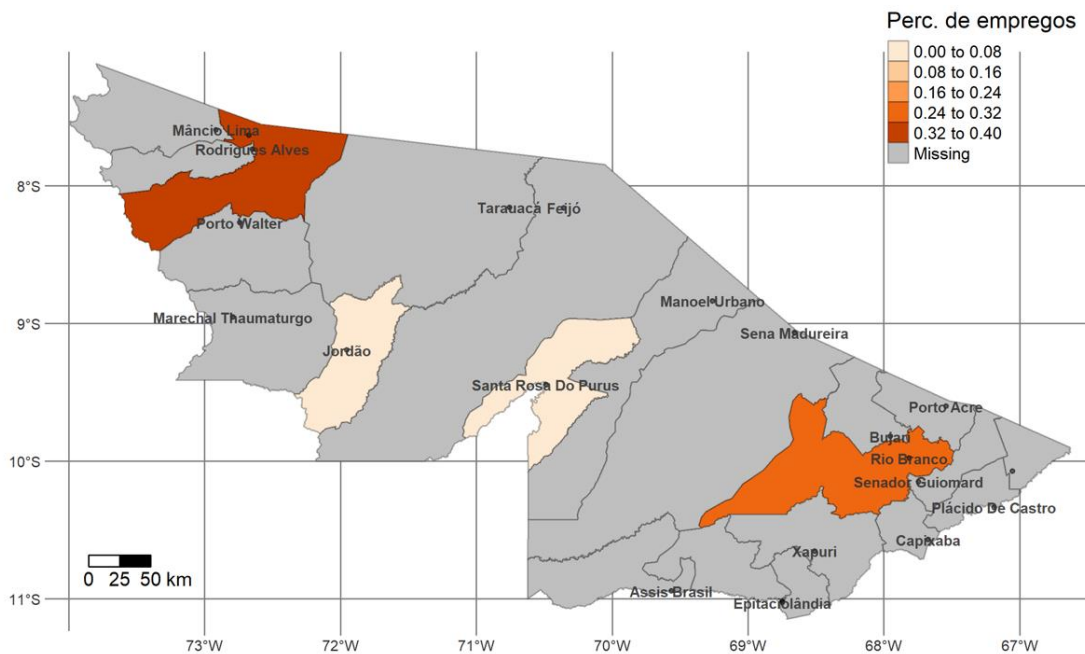 Perc. de empregos
0.00 to 0.08
0.08 to 0.16
0.16 to 0.24
0.24 to 0.32
0.32 to 0.40
Missing
Mâncio Lima
Rodrigues Alves
8°S
Tarauacá Feijó
Porto Walter
Manoel Urbano
Marechal Thaumaturgo
9°S
Sena Madureira
Jordão
Santa Rosa Do Purus
Porto Acre
Bujari
10°S
Rio Branco
Senador Guiomard
Plácido De Castro
Capixaba
Xapuri
0 25 50 km
Assis Brasil
11°S
Epitaciolândia
73°W 72°W 71°W 70°W 69°W 68°W 67°W